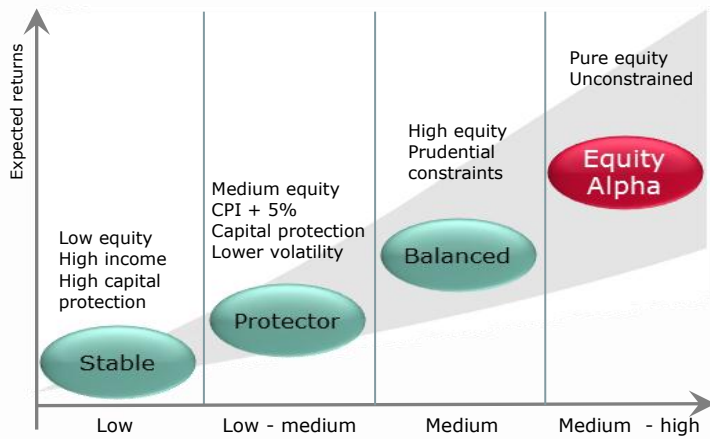 Expected returns
Pure equity
Unconstrained
Equity
Alpha
High equity
Prudential
constraints
Balanced
Medium equity
CPI + 5%
Capital protection
Lower volatility
Protector
Low equity
High income
High capital
protection
Stable
Low
Low - medium
Medium
Medium - high